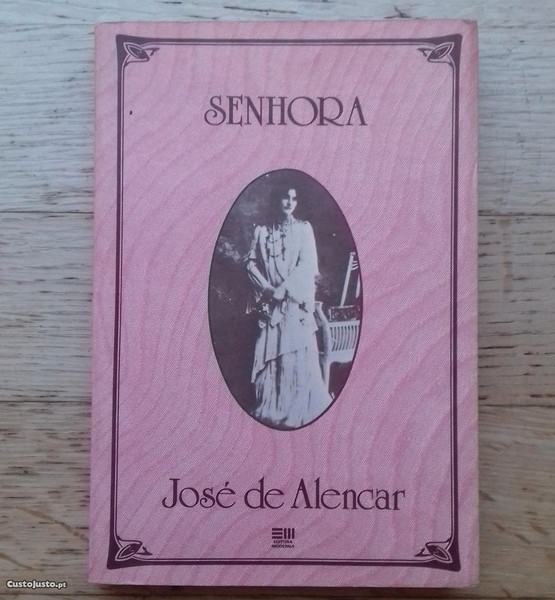 SENHORA
José de Alencar
EDITORA
MODERNA
CustoJusto.pt